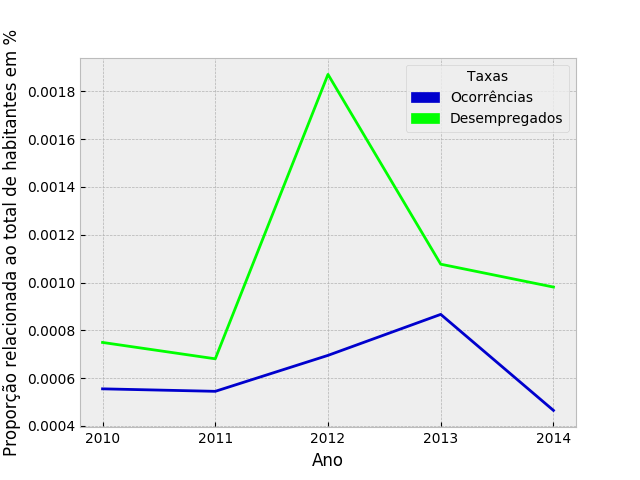 Proporção relacionada ao total de habitantes em %
0.0018
0.0016
0.0014
0.0012
0.0010
0.0008
0.0006
0.0004
Taxas
Ocorrências
Desempregados
2010 2011 2012 2013 2014
Ano